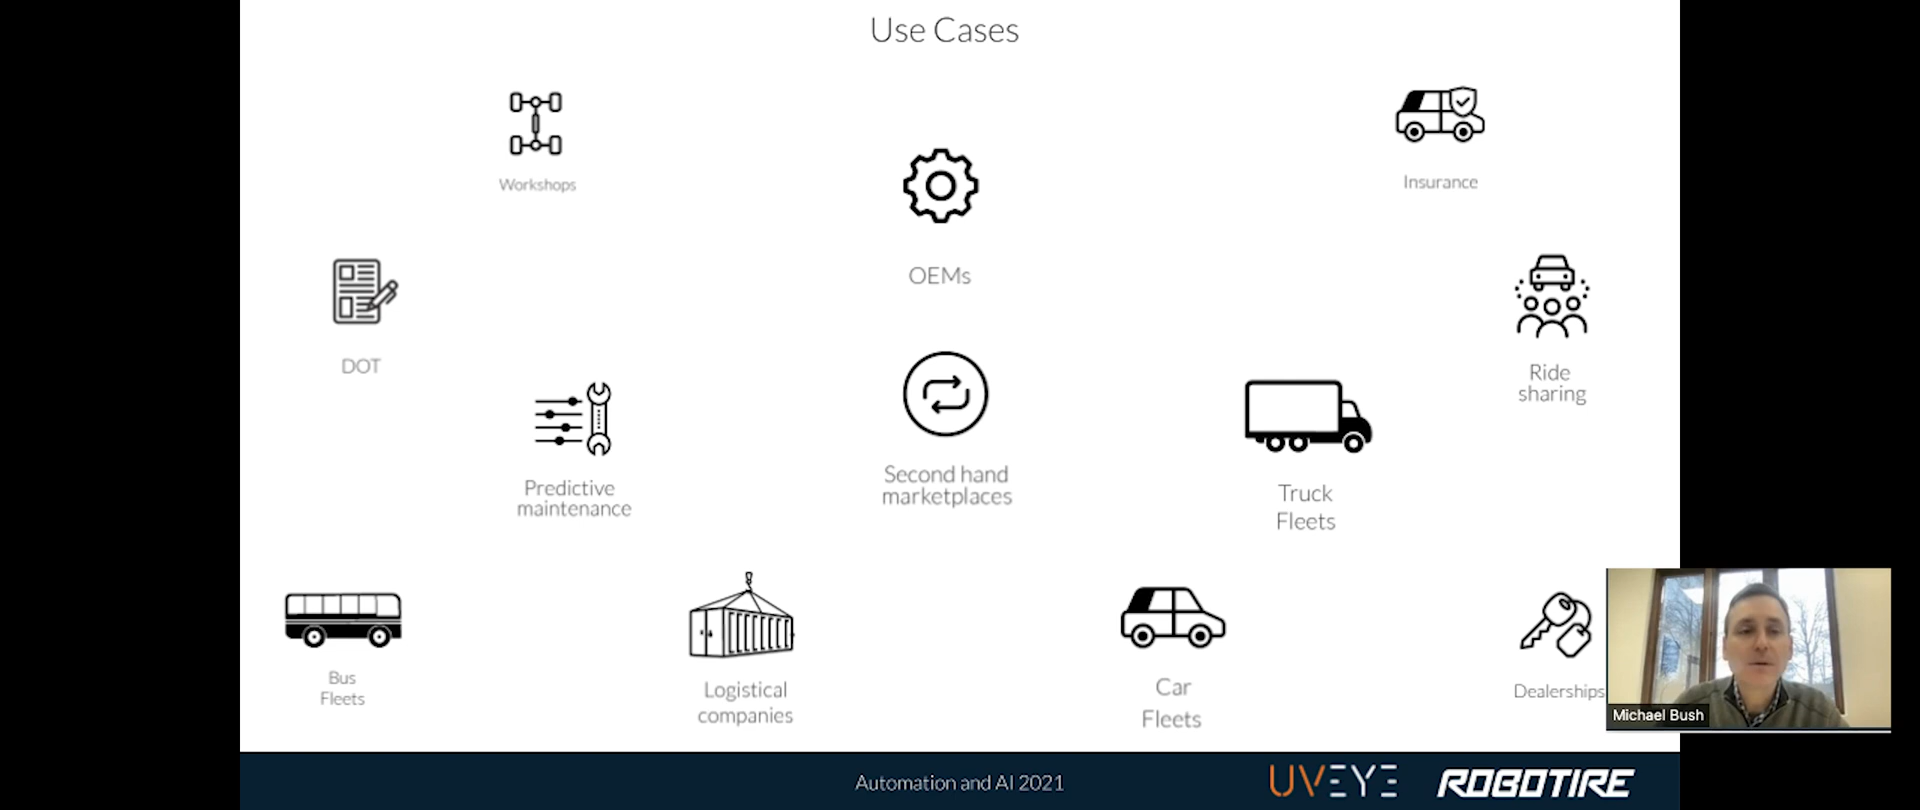 Use Cases
Workshops
Insurance
OEMs
DOT
Ride
sharing
Predictive
maintenance
Second hand
marketplaces
Truck
Fleets
Bus
Fleets
Logistical
companies
Car
Fleets
Dealerships
Michael Bush
Automation and AI 2021
UVEYE
ROBOTIRE